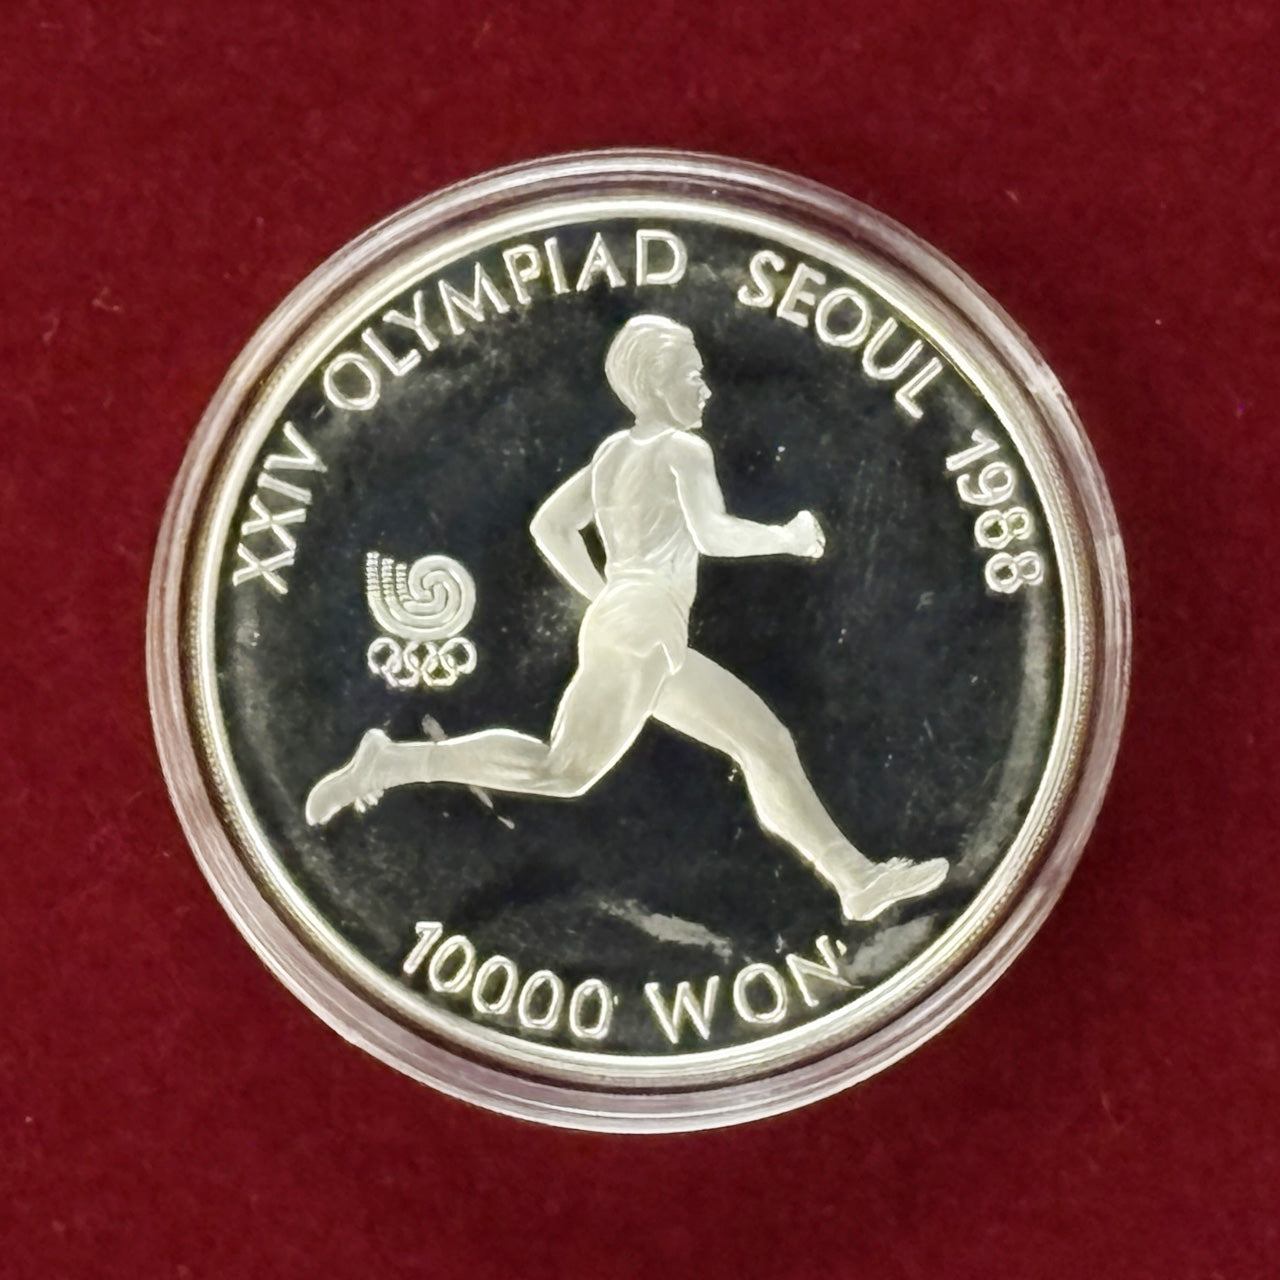 XXIV OLYMPIAD SEOUL 1988
10000 WON